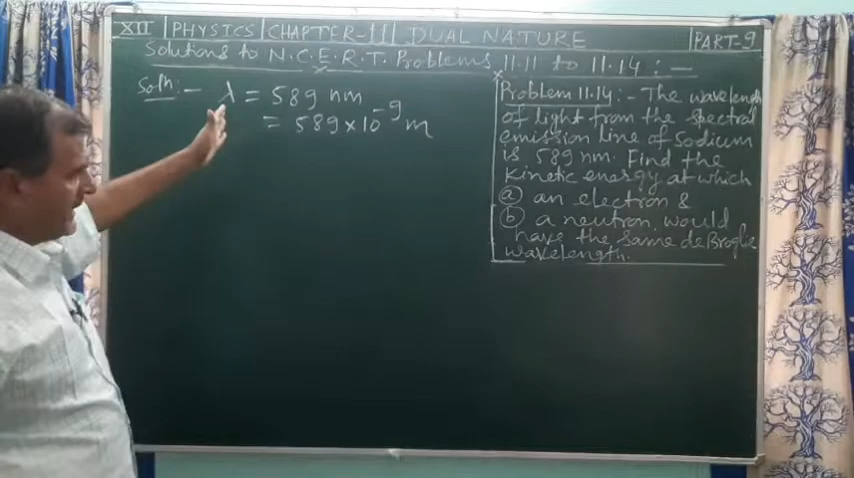 XII PHYSICS CHAPTER-11 DUAL NATURE PART-9
Solutions to N.C.E.R.T. Problems 11.11 to 11.14 :-
Soln:- λ = 589 nm
= 589×10⁻⁹ m
Problem 11.14:- The wavelength
of light from the spectral
emission line of Sodium
is 589 nm. Find the
Kinetic energy at which
(a) an electron &
(b) a neutron would
have the same de Broglie
wavelength.